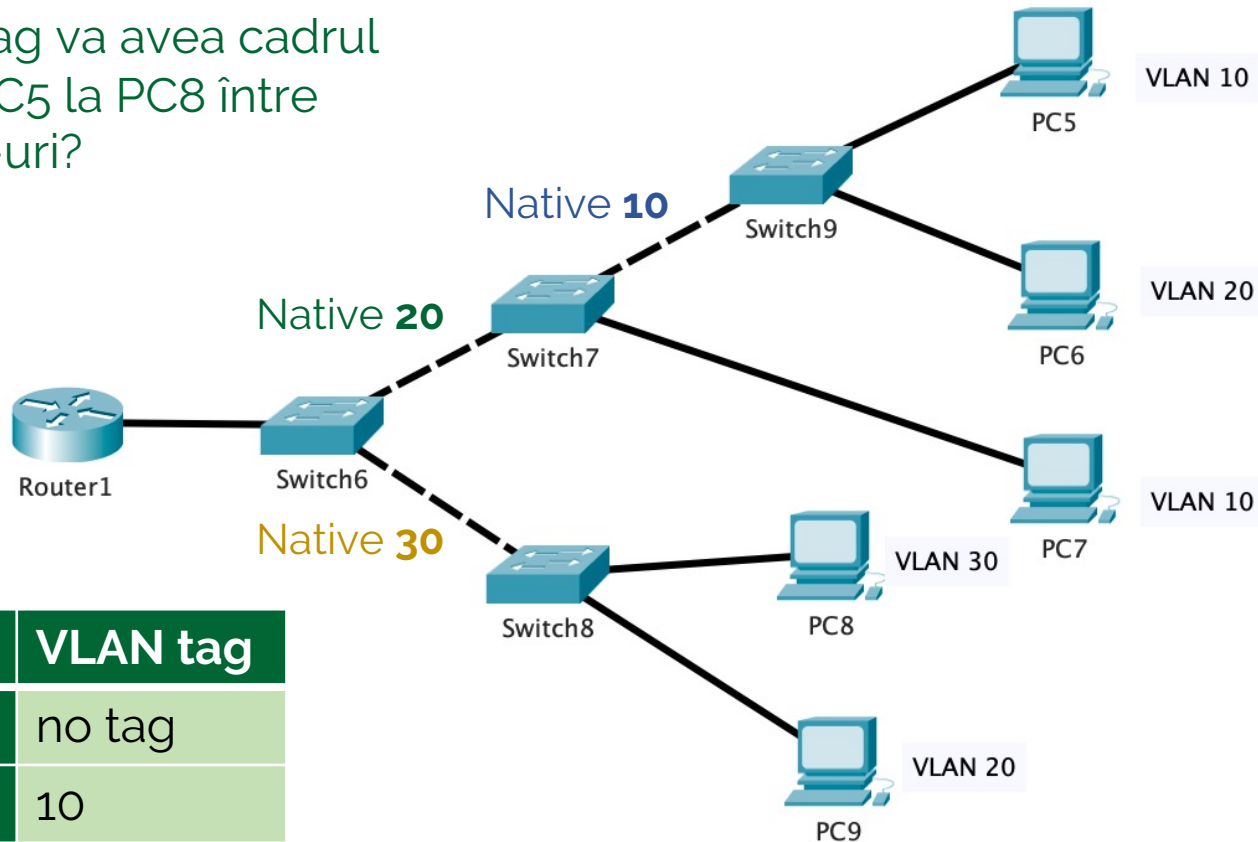 ag va avea cadrul
C5 la PC8 între
uri?
VLAN 10
PC5
Native 10
Switch9
Native 20
VLAN 20
Switch7
PC6
Router1
Switch6
VLAN 10
Native 30
PC7
VLAN 30
Switch8
PC8
VLAN tag
no tag
10
VLAN 20
PC9